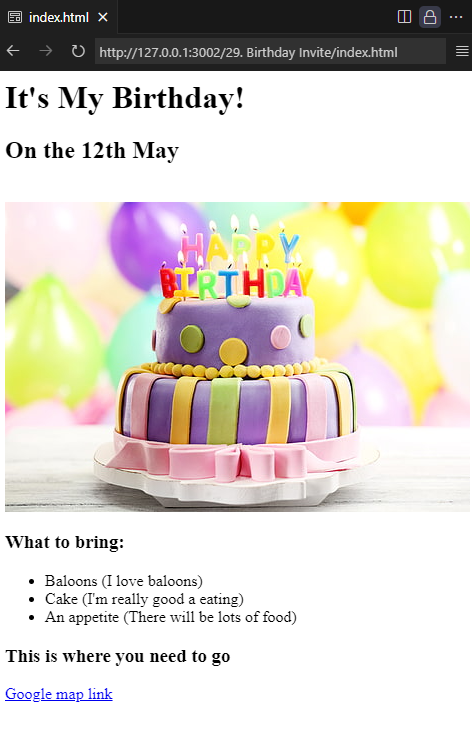 index.html
http://127.0.0.1:3002/29. Birthday Invite/index.html
It's My Birthday!
On the 12th May
HAPPY
BIRTHDAY
What to bring:
Baloons (I love baloons)
Cake (I'm really good a eating)
An appetite (There will be lots of food)
This is where you need to go
Google map link